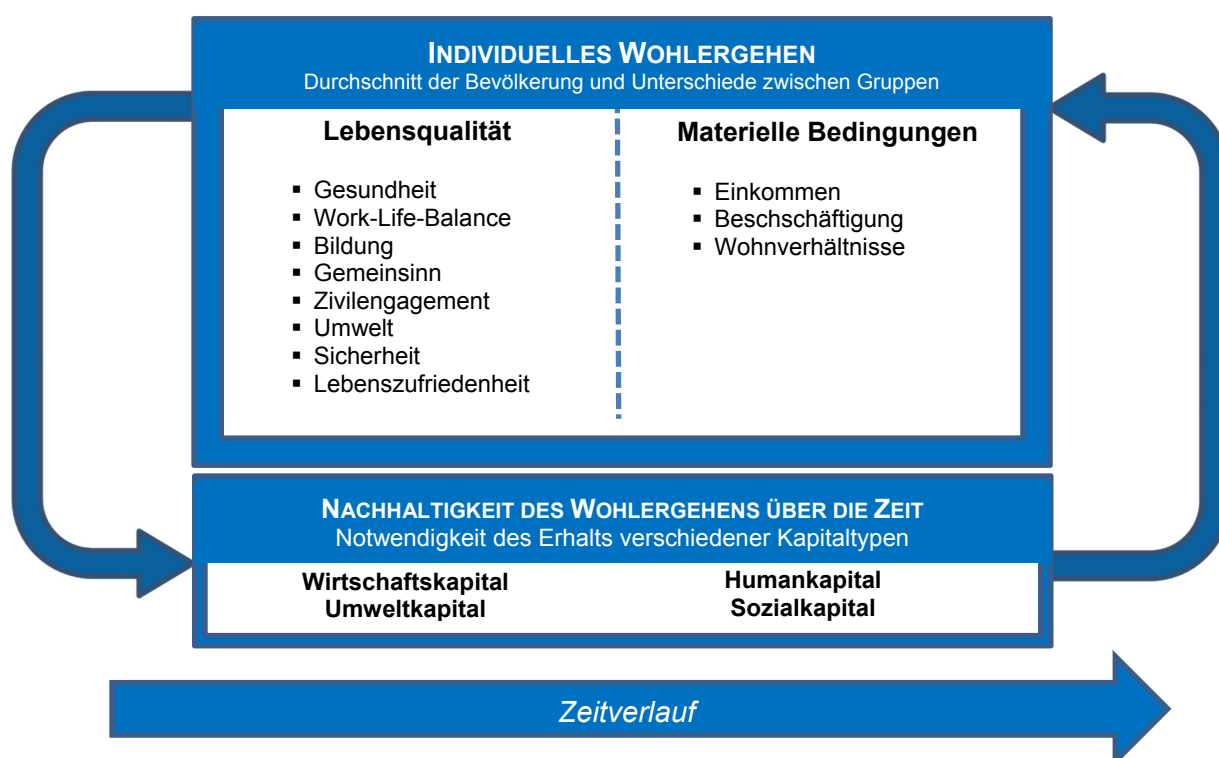 INDIVIDUELLES WOHLERGEHEN
Durchschnitt der Bevölkerung und Unterschiede zwischen Gruppen
Lebensqualität
▪ Gesundheit
▪ Work-Life-Balance
▪ Bildung
▪ Gemeinsinn
▪ Zivilengagement
▪ Umwelt
▪ Sicherheit
▪ Lebenszufriedenheit
Materielle Bedingungen
▪ Einkommen
▪ Beschschäftigung
▪ Wohnverhältnisse
NACHHALTIGKEIT DES WOHLERGEHENS ÜBER DIE ZEIT
Notwendigkeit des Erhalts verschiedener Kapitaltypen
Wirtschaftskapital
Umweltkapital
Humankapital
Sozialkapital
Zeitverlauf